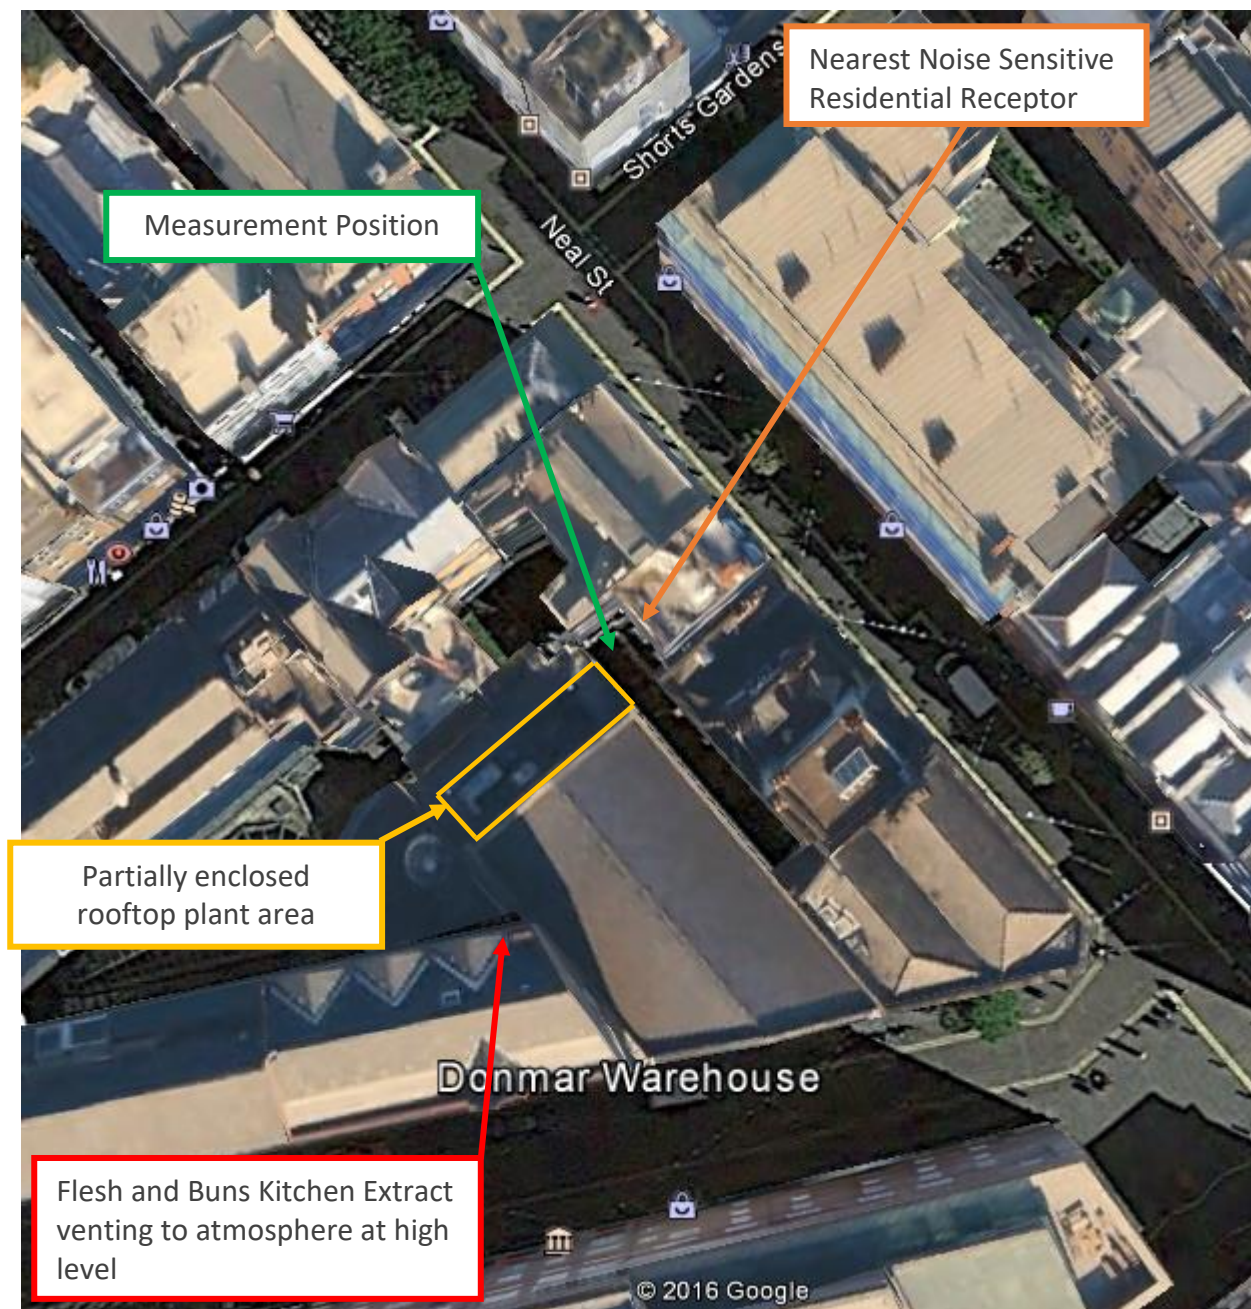 Nearest Noise Sensitive
Residential Receptor
Shorts Gardens
Measurement Position
Neal St
Partially enclosed
rooftop plant area
Donmar Warehouse
Flesh and Buns Kitchen Extract
venting to atmosphere at high
level
© 2016 Google